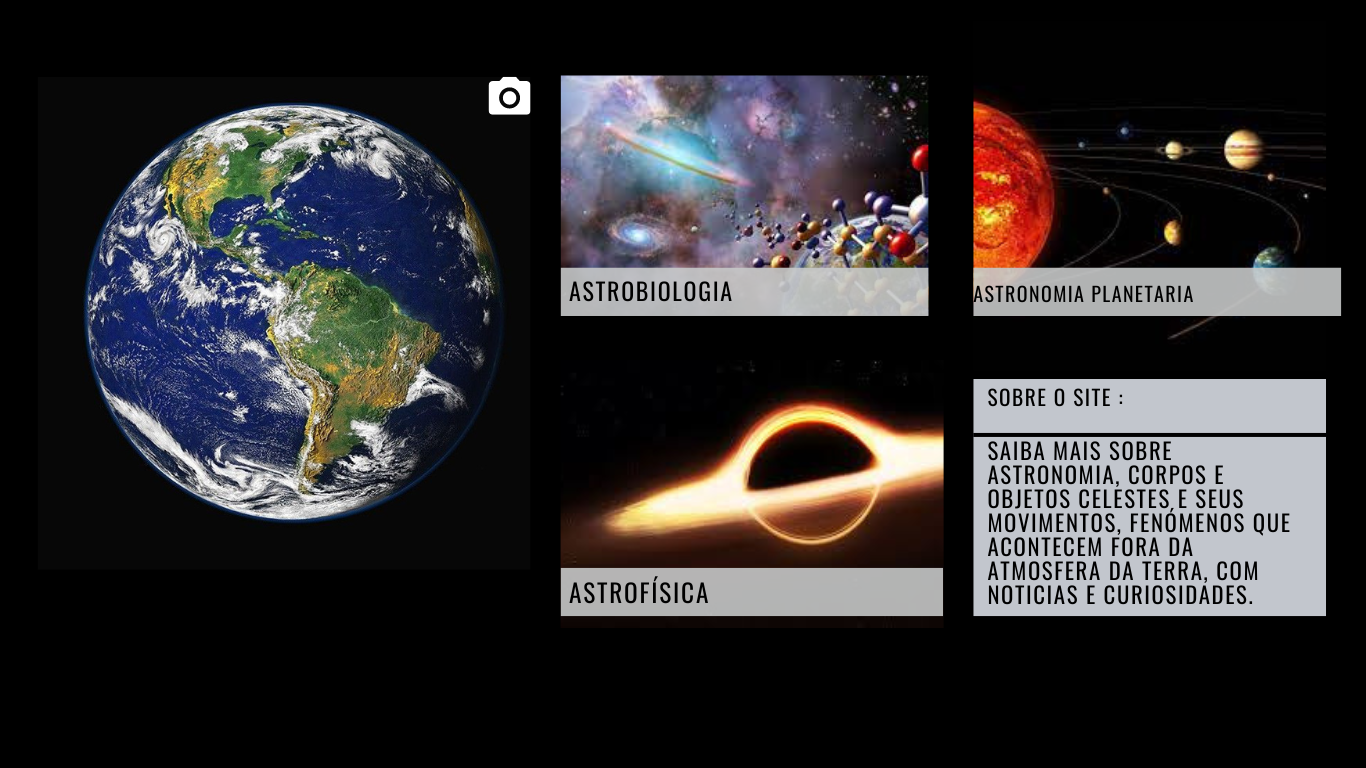 ASTROBIOLOGIA
ASTRONOMIA PLANETARIA
ASTROFÍSICA
SOBRE O SITE :
SAIBA MAIS SOBRE
ASTRONOMIA, CORPOS E
OBJETOS CELESTES E SEUS
MOVIMENTOS, FENÓMENOS QUE
ACONTECEM FORA DA
ATMOSFERA DA TERRA, COM
NOTICIAS E CURIOSIDADES.